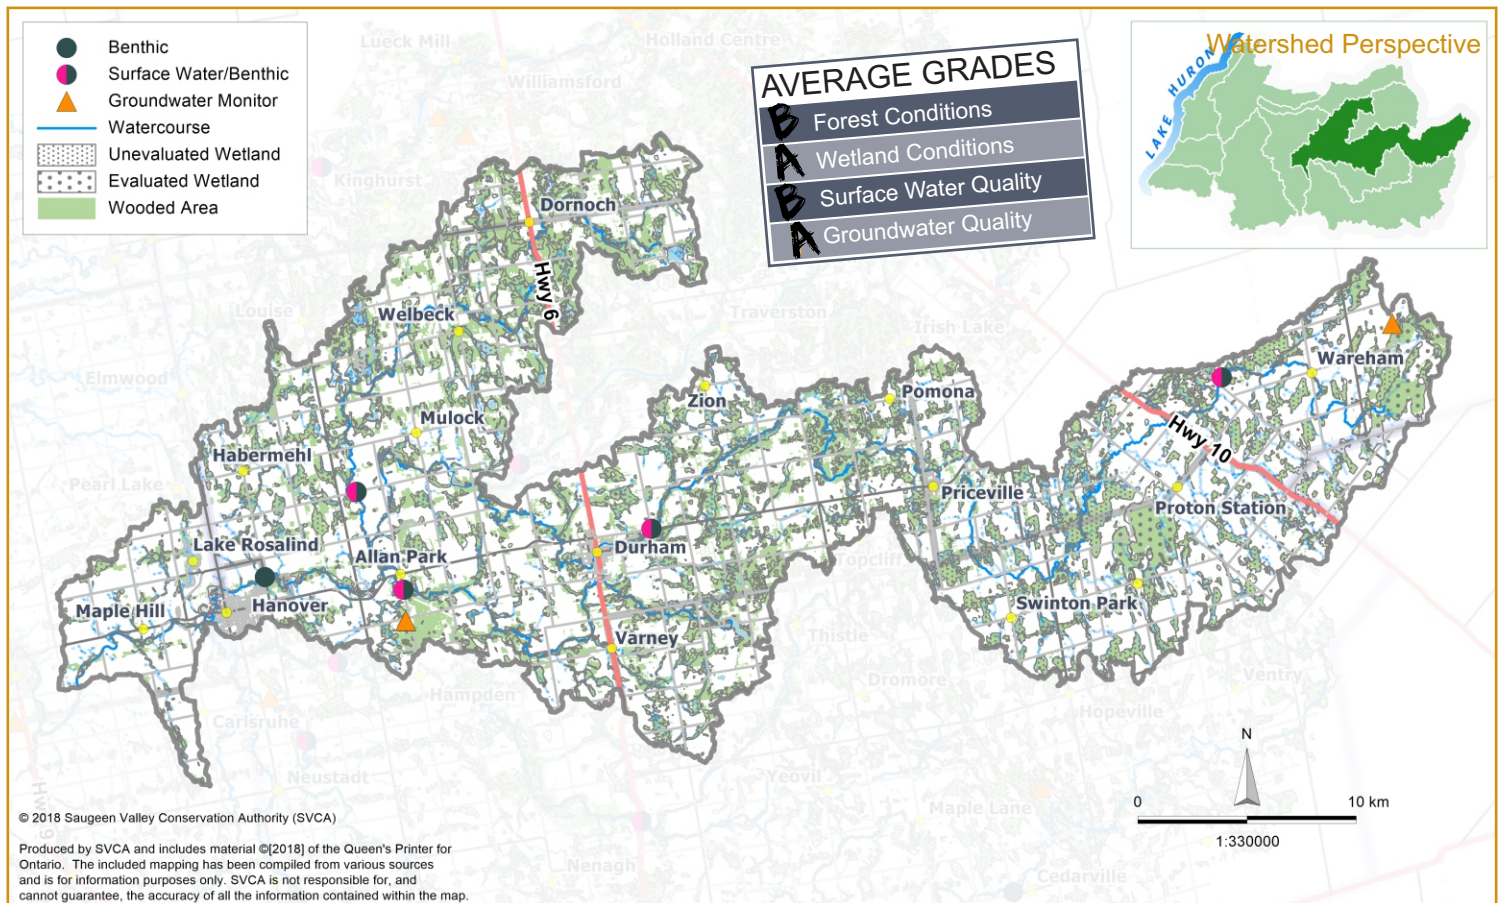 Benthic
Surface Water/Benthic
Groundwater Monitor
Watercourse
Unevaluated Wetland
Evaluated Wetland
Wooded Area
AVERAGE GRADES
B Forest Conditions
A Wetland Conditions
B Surface Water Quality
A Groundwater Quality
Watershed Perspective
LAKE HURON
Lueck Mill
Holland Centre
Williamsford
Kinghurst
Dornoch
Hwy 6
Louise
Welbeck
Traverston
Irish Lake
Elmwood
Wareham
Zion
Pomona
Mulock
Hwy 10
Habermehl
Pearl Lake
Priceville
Proton Station
Lake Rosalind
Allan Park
Durham
Topcliff
Maple Hill
Hanover
Swinton Park
Varney
Thistle
Hampden
Dromore
Ventry
Carlsruhe
Hopeville
Neustadt
Yeovil
Maple Lane
Hwy 9
Nenagh
Cedarville
N
0 10 km
1:330000
© 2018 Saugeen Valley Conservation Authority (SVCA)
Produced by SVCA and includes material ©[2018] of the Queen's Printer for
Ontario. The included mapping has been compiled from various sources
and is for information purposes only. SVCA is not responsible for, and
cannot guarantee, the accuracy of all the information contained within the map.